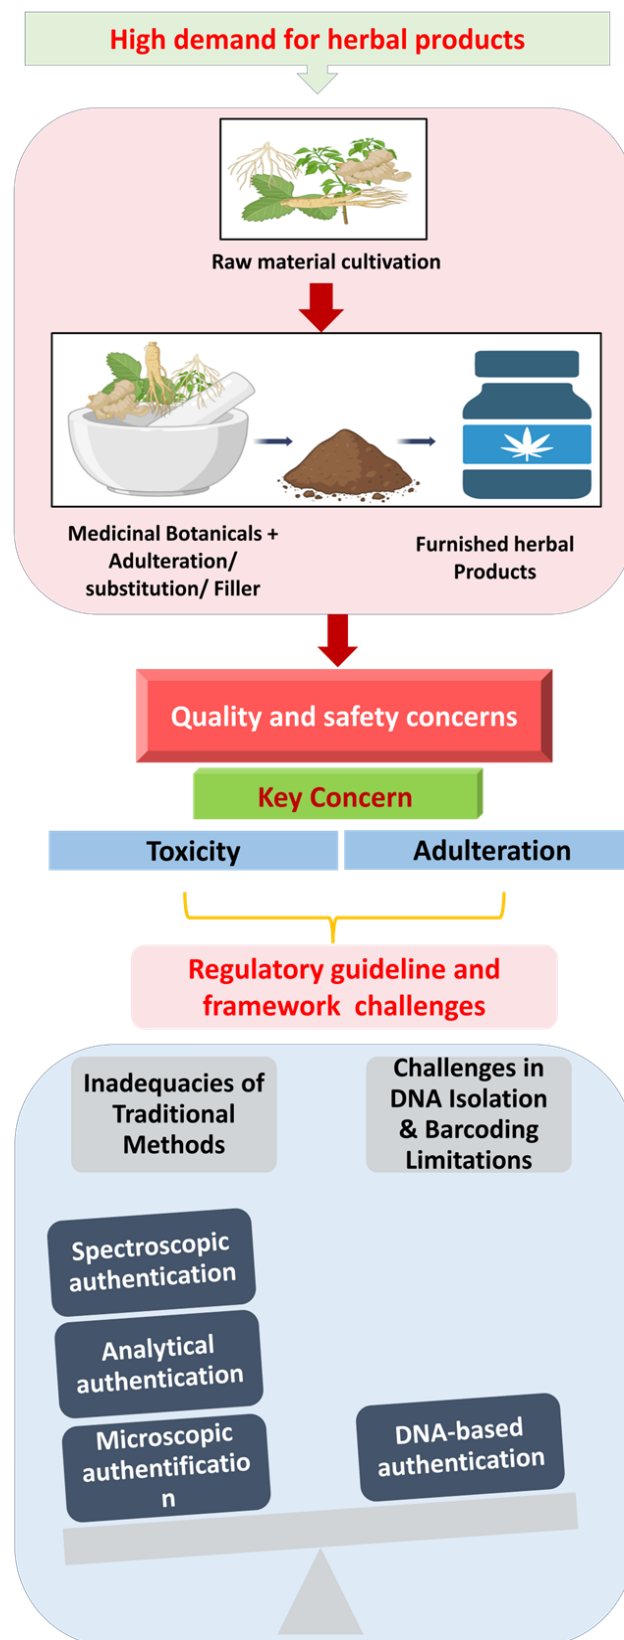 High demand for herbal products
Raw material cultivation
Medicinal Botanicals +
Adulteration/
substitution/ Filler
Furnished herbal
Products
Quality and safety concerns
Key Concern
Toxicity
Adulteration
Regulatory guideline and
framework challenges
Inadequacies of
Traditional
Methods
Challenges in
DNA Isolation
& Barcoding
Limitations
Spectroscopic
authentication
Analytical
authentication
Microscopic
authentificatio
n
DNA-based
authentication